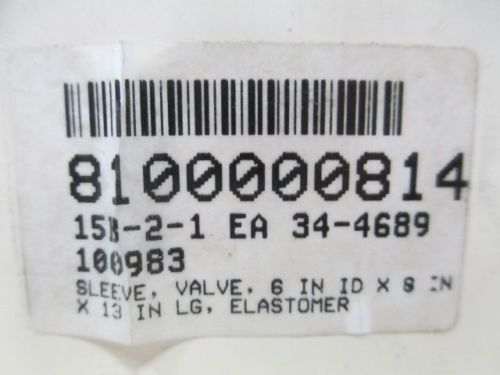 8100000814
15B-2-1 EA 34-4689
100983
SLEEVE, VALVE, 6 IN ID X 8 IN
X 13 IN LG, ELASTOMER